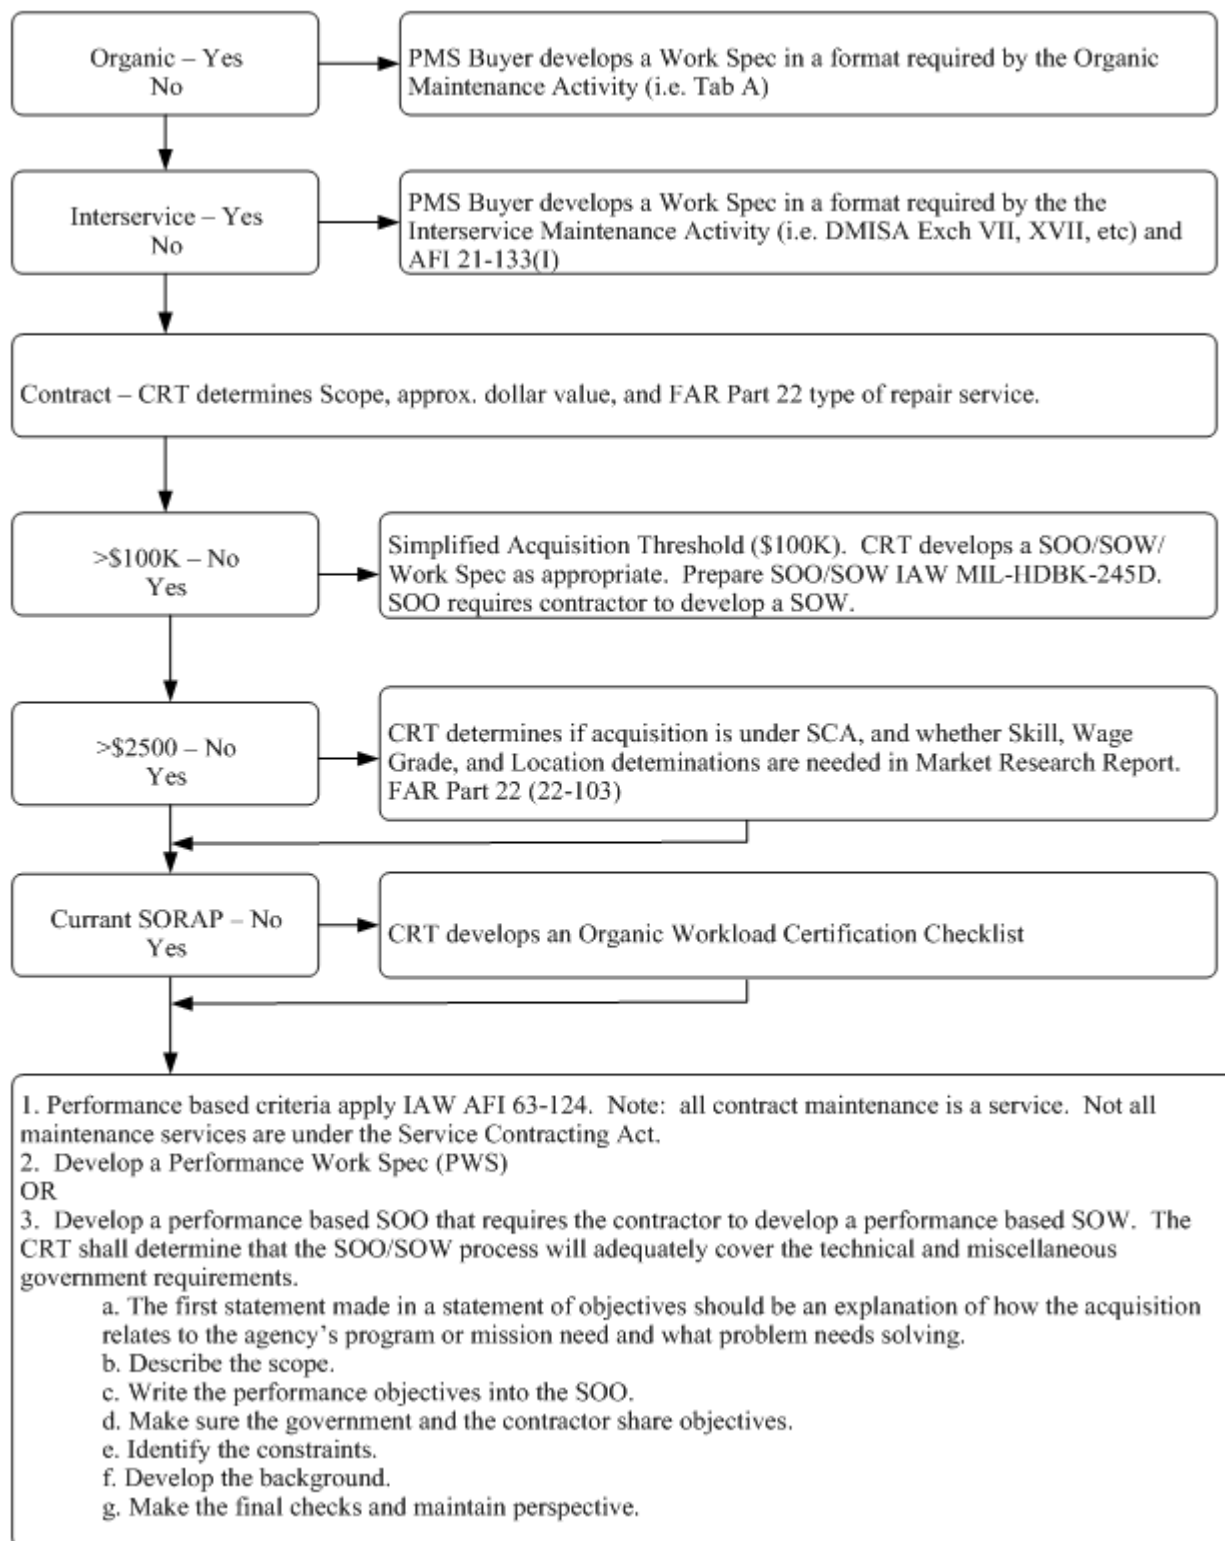 Organic – Yes
No
PMS Buyer develops a Work Spec in a format required by the Organic
Maintenance Activity (i.e. Tab A)
Interservice – Yes
No
PMS Buyer develops a Work Spec in a format required by the the
Interservice Maintenance Activity (i.e. DMISA Exch VII, XVII, etc) and
AFI 21-133(I)
Contract – CRT determines Scope, approx. dollar value, and FAR Part 22 type of repair service.
>$100K – No
Yes
Simplified Acquisition Threshold ($100K).  CRT develops a SOO/SOW/
Work Spec as appropriate.  Prepare SOO/SOW IAW MIL-HDBK-245D.
SOO requires contractor to develop a SOW.
>$2500 – No
Yes
CRT determines if acquisition is under SCA, and whether Skill, Wage
Grade, and Location deteminations are needed in Market Research Report.
FAR Part 22 (22-103)
Currant SORAP – No
Yes
CRT develops an Organic Workload Certification Checklist
1. Performance based criteria apply IAW AFI 63-124.  Note:  all contract maintenance is a service.  Not all
maintenance services are under the Service Contracting Act.
2.  Develop a Performance Work Spec (PWS)
OR
3.  Develop a performance based SOO that requires the contractor to develop a performance based SOW.  The
CRT shall determine that the SOO/SOW process will adequately cover the technical and miscellaneous
government requirements.
a. The first statement made in a statement of objectives should be an explanation of how the acquisition
relates to the agency's program or mission need and what problem needs solving.
b. Describe the scope.
c. Write the performance objectives into the SOO.
d. Make sure the government and the contractor share objectives.
e. Identify the constraints.
f. Develop the background.
g. Make the final checks and maintain perspective.